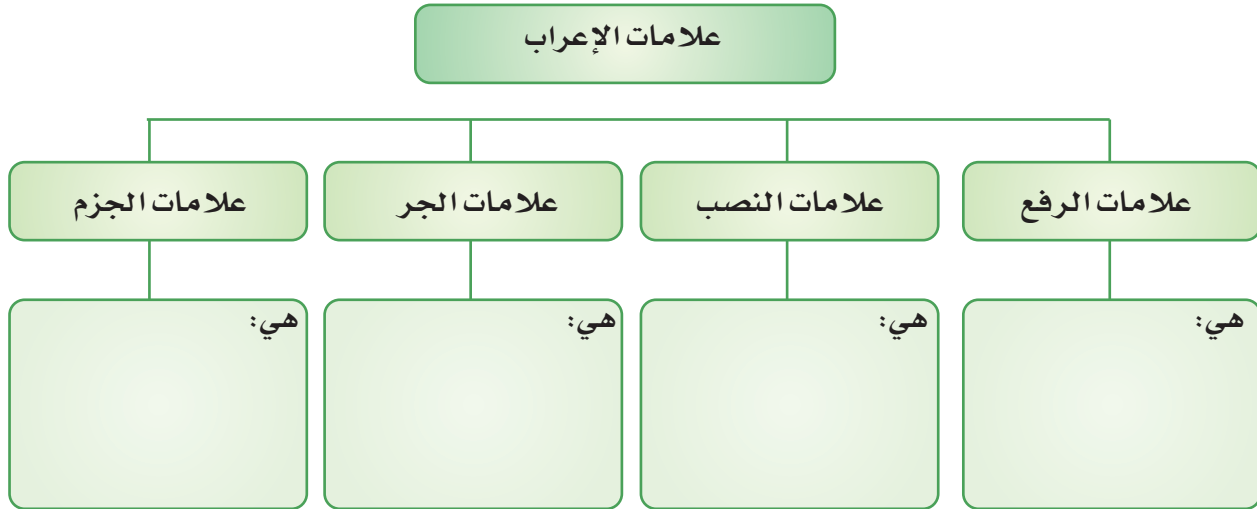 علامات الإعراب
علامات الرفع
علامات النصب
علامات الجر
علامات الجزم
هي:
هي:
هي:
هي: